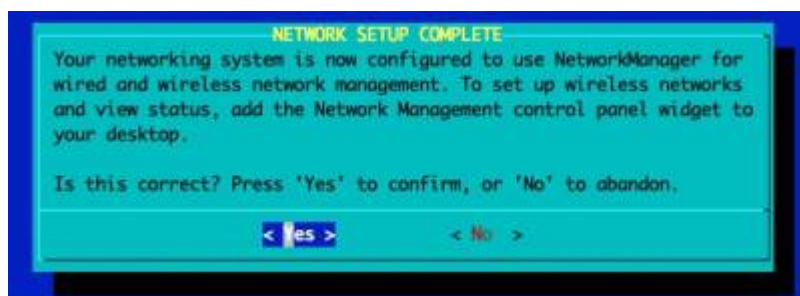 NETWORK SETUP COMPLETE
Your networking system is now configured to use NetworkManager for
wired and wireless network management. To set up wireless networks
and view status, add the Network Management control panel widget to
your desktop.
Is this correct? Press 'Yes' to confirm, or 'No' to abandon.
< Yes > < No >